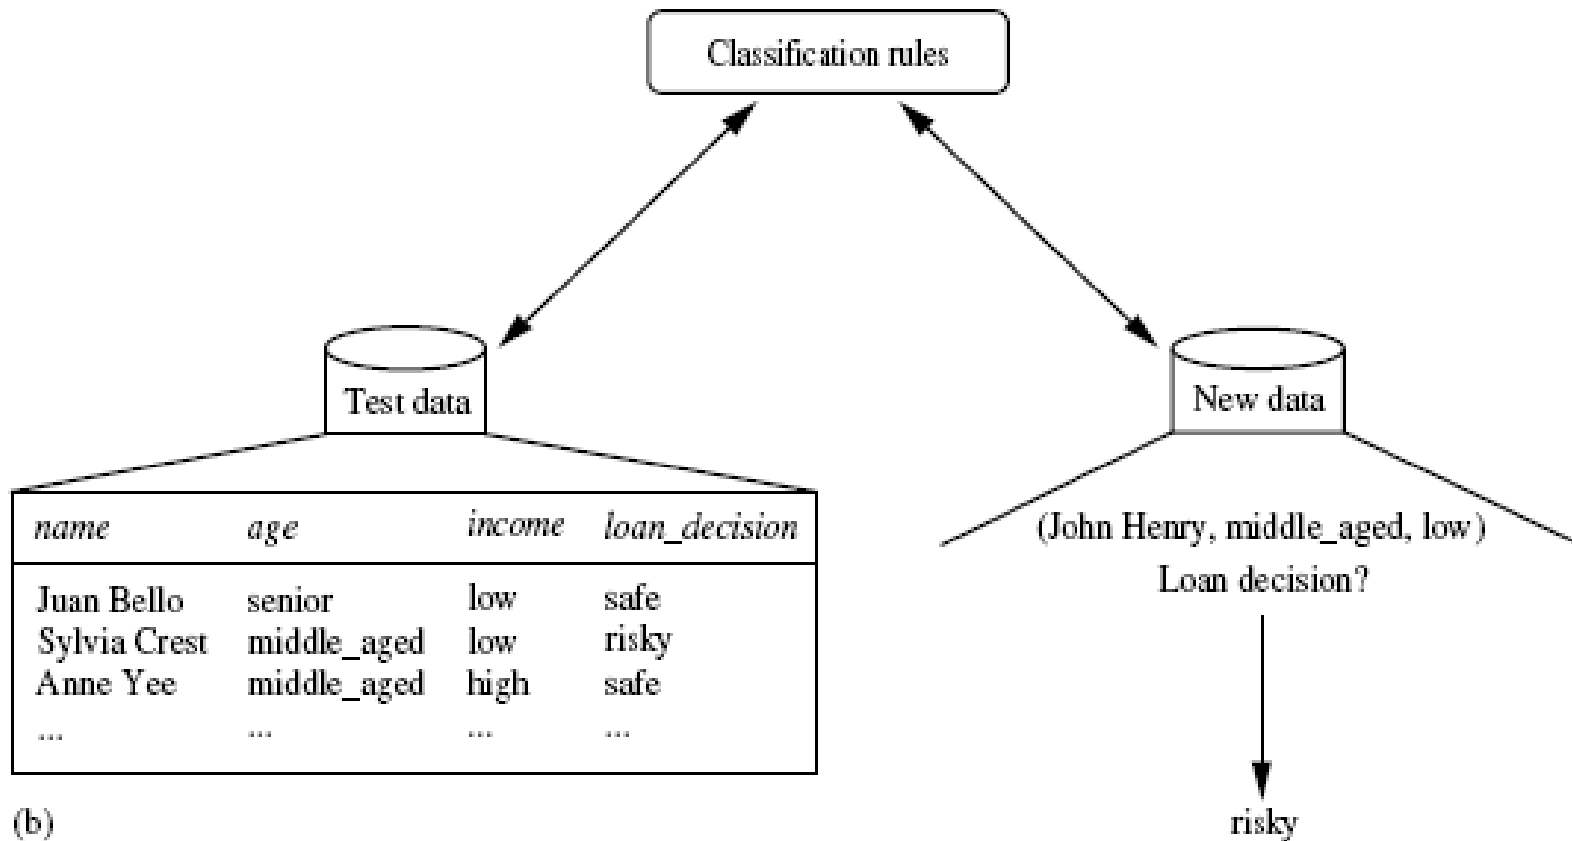 Classification rules
Test data
New data
name age income loan_decision
Juan Bello senior low safe
Sylvia Crest middle_aged low risky
Anne Yee middle_aged high safe
... ... ... ...
(John Henry, middle_aged, low)
Loan decision?
risky
(b)